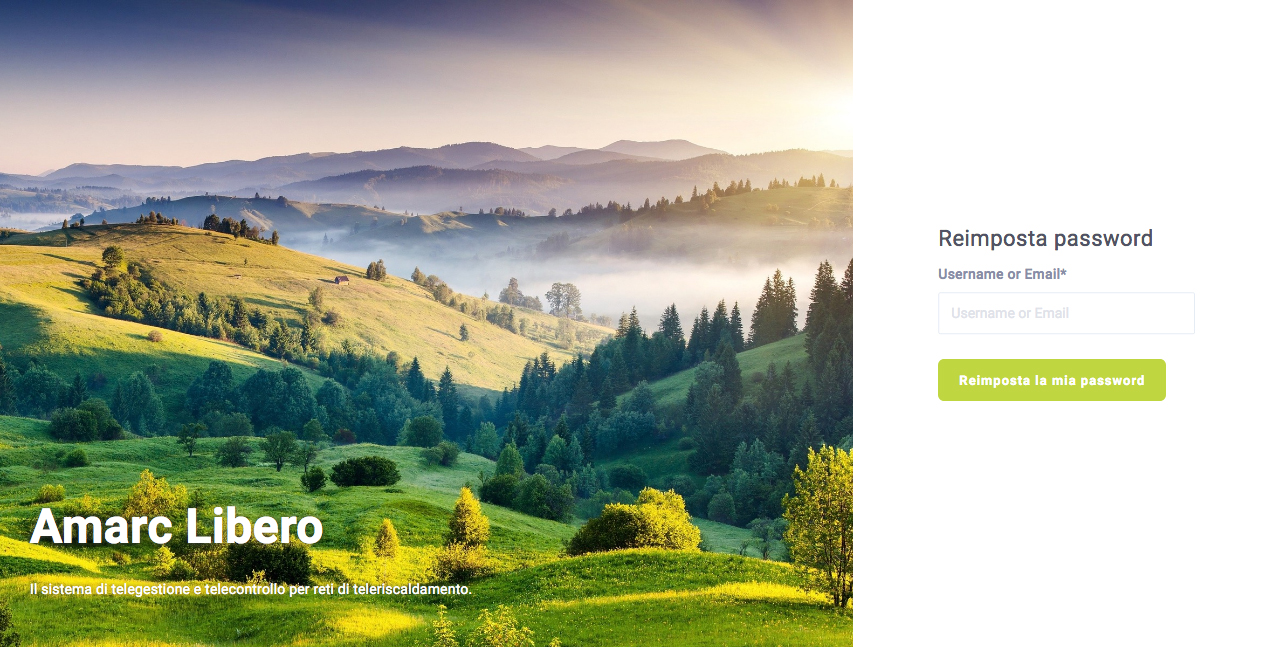 Amarc Libero
Il sistema di telegestione e telecontrollo per reti di teleriscaldamento.
Reimposta password
Username or Email*
Username or Email
Reimposta la mia password